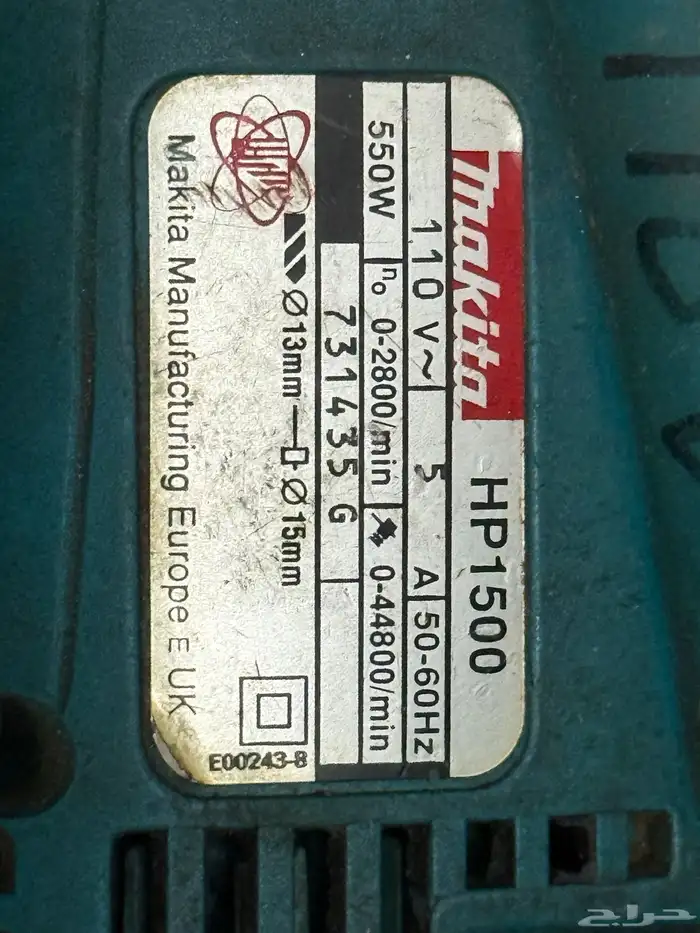 makita HP1500
110 V~ 5 A 50-60Hz
550W n₀ 0-2800/min 0-44800/min
731435 G
Ø13mm Ø15mm
Makita Manufacturing Europe E UK
E00243-8
حراج